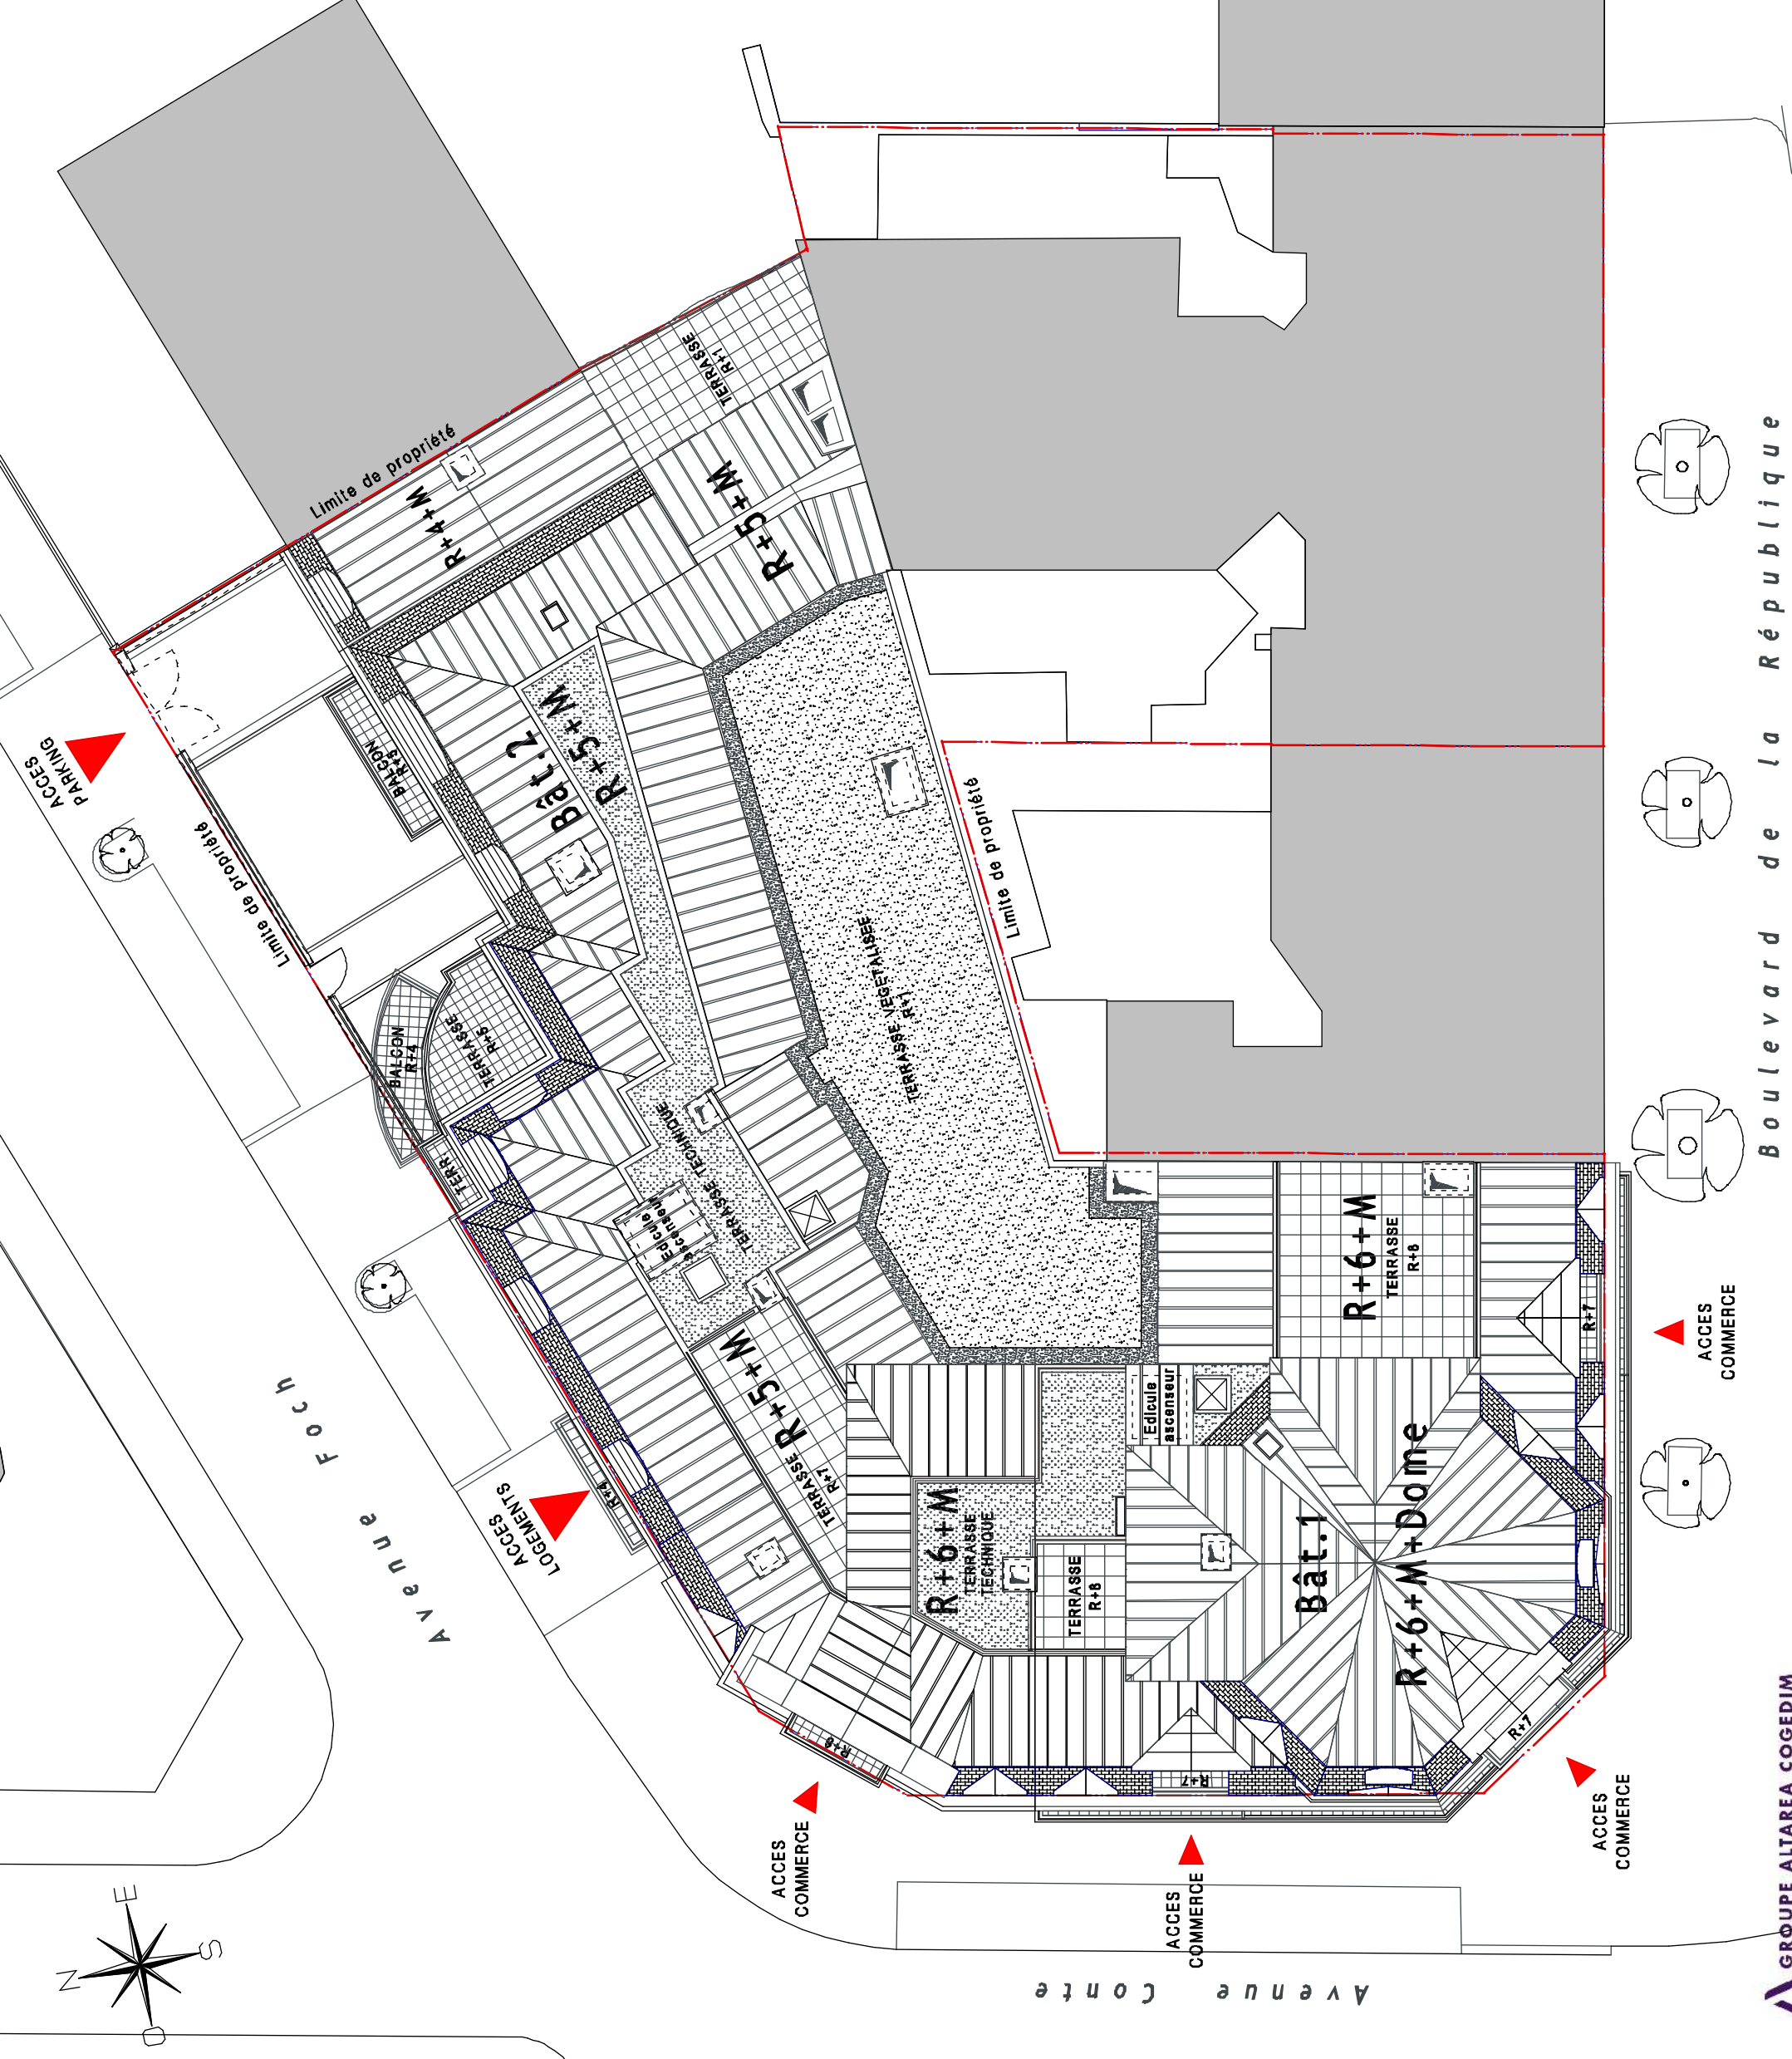 ACCES
PARKING
Limite de propriété
Limite de propriété
R+4+M
TERRASSE
R+1
R+5+M
BALCON
R+5
Bât.2
R+5+M
BALCON
R+4
TERRASSE
R+5
TERR
TERRASSE VEGETALISEE
R+1
Limite de propriété
TERRASSE TECHNIQUE
Edicule
ascenseur
Avenue Foch
ACCES
LOGEMENTS
R+4
R+5+M
TERRASSE
R+7
R+6+M
TERRASSE
R+8
R+7
ACCES
COMMERCE
Edicule
ascenseur
R+6+M
TERRASSE
TECHNIQUE
TERRASSE
R+8
Bât.1
R+6+M+Dome
R+6
R+7
R+7
ACCES
COMMERCE
ACCES
COMMERCE
ACCES
COMMERCE
Avenue Conte
Boulevard de la République
N
E
S
O
GROUPE ALTAREA COGEDIM